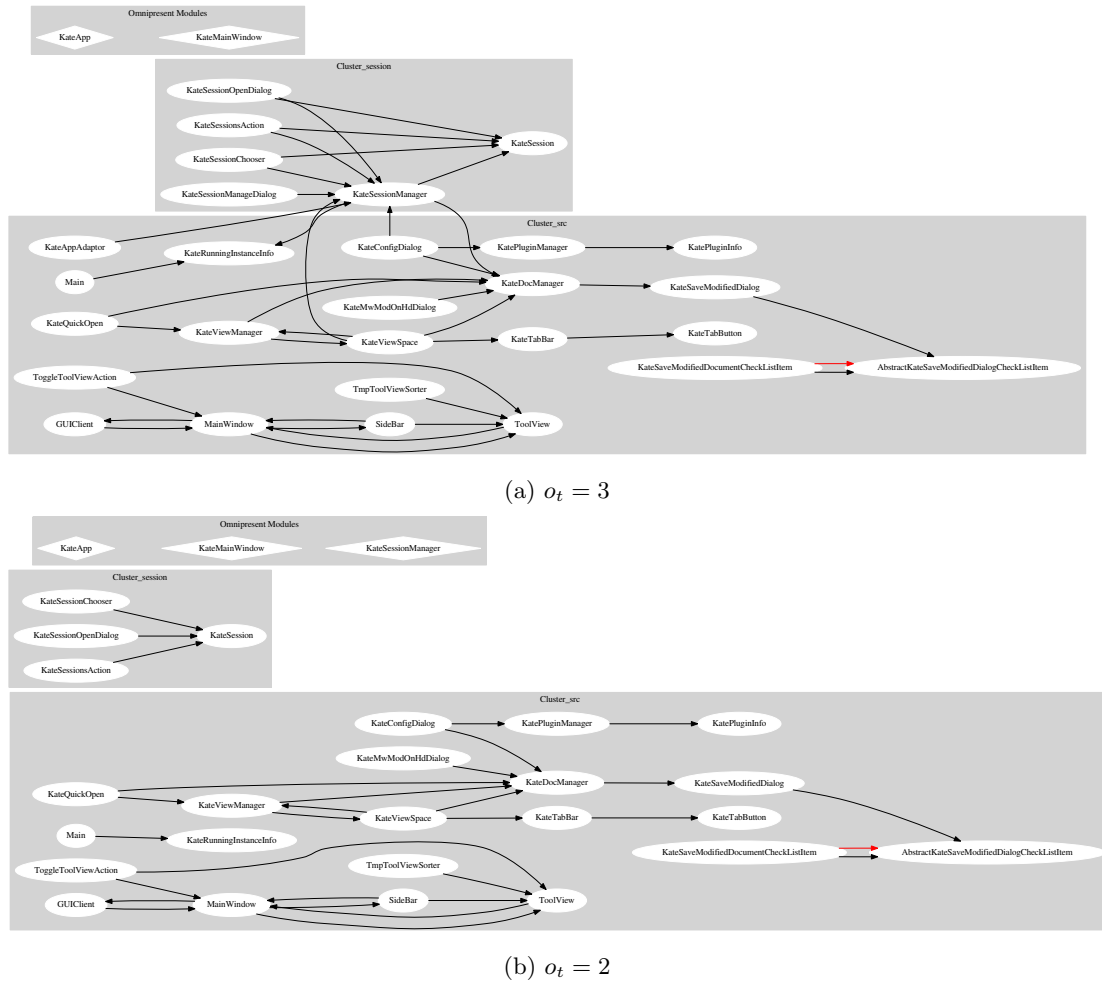 Omnipresent Modules
KateApp
KateMainWindow
Cluster_session
KateSessionOpenDialog
KateSessionsAction
KateSession
KateSessionChooser
KateSessionManageDialog
KateSessionManager
Cluster_src
KateAppAdaptor
KateRunningInstanceInfo
KateConfigDialog
KatePluginManager
KatePluginInfo
Main
KateDocManager
KateSaveModifiedDialog
KateMwModOnHdDialog
KateQuickOpen
KateViewManager
KateViewSpace
KateTabBar
KateTabButton
KateSaveModifiedDocumentCheckListItem
AbstractKateSaveModifiedDialogCheckListItem
ToggleToolViewAction
TmpToolViewSorter
GUIClient
MainWindow
SideBar
ToolView
(a) o_t = 3
Omnipresent Modules
KateApp
KateMainWindow
KateSessionManager
Cluster_session
KateSessionChooser
KateSessionOpenDialog
KateSession
KateSessionsAction
Cluster_src
KateConfigDialog
KatePluginManager
KatePluginInfo
KateMwModOnHdDialog
KateDocManager
KateSaveModifiedDialog
KateQuickOpen
KateViewManager
KateViewSpace
KateTabBar
KateTabButton
Main
KateRunningInstanceInfo
KateSaveModifiedDocumentCheckListItem
AbstractKateSaveModifiedDialogCheckListItem
ToggleToolViewAction
TmpToolViewSorter
GUIClient
MainWindow
SideBar
ToolView
(b) o_t = 2